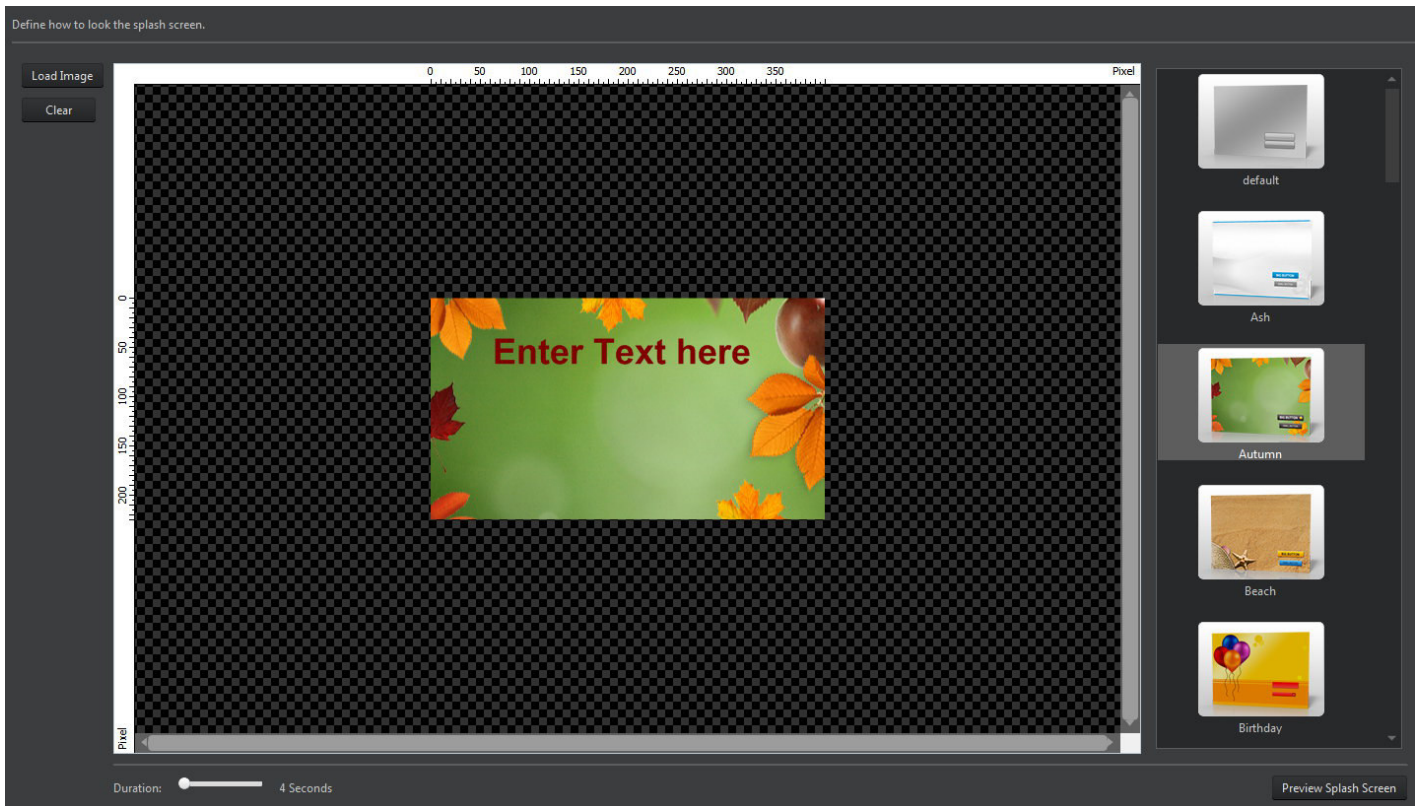 Define how to look the splash screen.
Load Image
Clear
0 50 100 150 200 250 300 350 Pixel
0 50 100 150 200 Pixel
Enter Text here
default
Ash
Autumn
Beach
Birthday
Duration: 4 Seconds
Preview Splash Screen